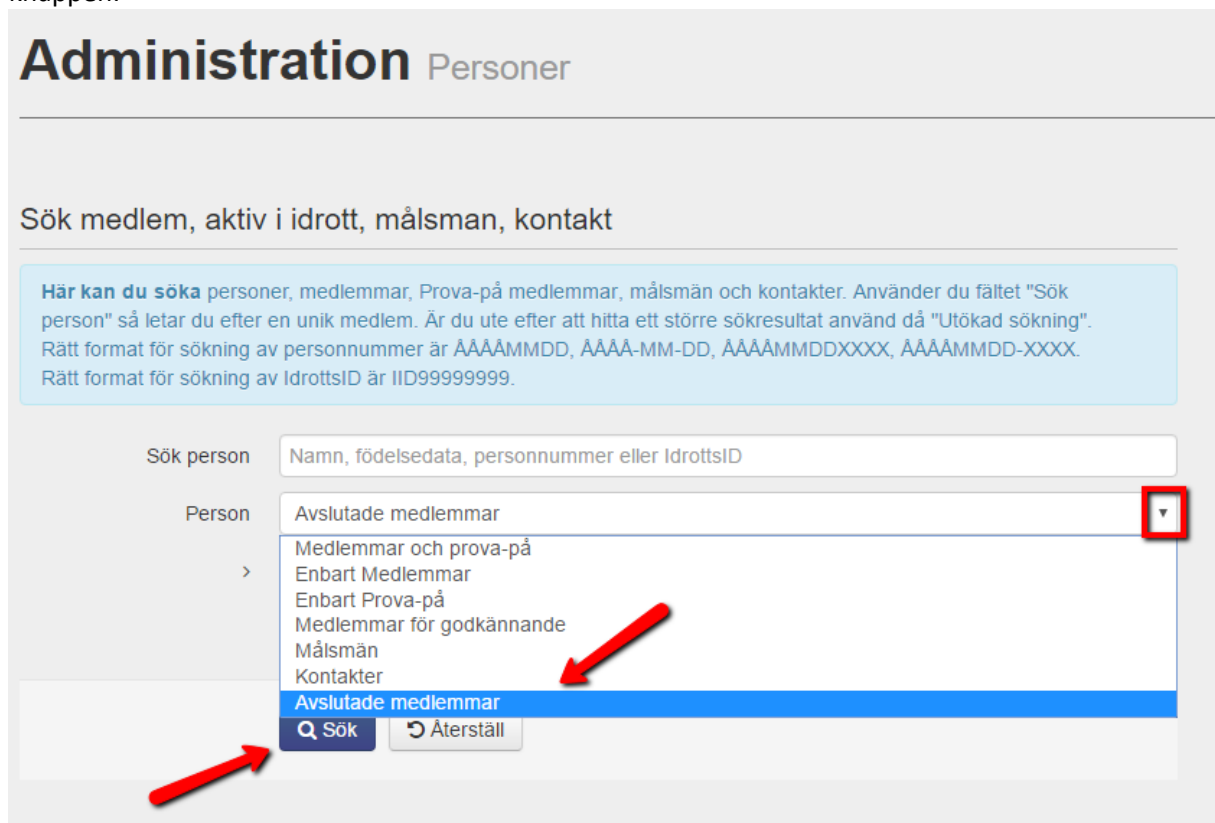 Administration Personer
Sök medlem, aktiv i idrott, målsman, kontakt
Här kan du söka personer, medlemmar, Prova-på medlemmar, målsmän och kontakter. Använder du fältet "Sök
person" så letar du efter en unik medlem. Är du ute efter att hitta ett större sökresultat använd då "Utökad sökning".
Rätt format för sökning av personnummer är ÅÅÅÅMMDD, ÅÅÅÅ-MM-DD, ÅÅÅÅMMDDXXXX, ÅÅÅÅMMDD-XXXX.
Rätt format för sökning av IdrottsID är IID99999999.
Sök person Namn, födelsedata, personnummer eller IdrottsID
Person Avslutade medlemmar
Medlemmar och prova-på
Enbart Medlemmar
Enbart Prova-på
Medlemmar för godkännande
Målsmän
Kontakter
Avslutade medlemmar
Sök Återställ